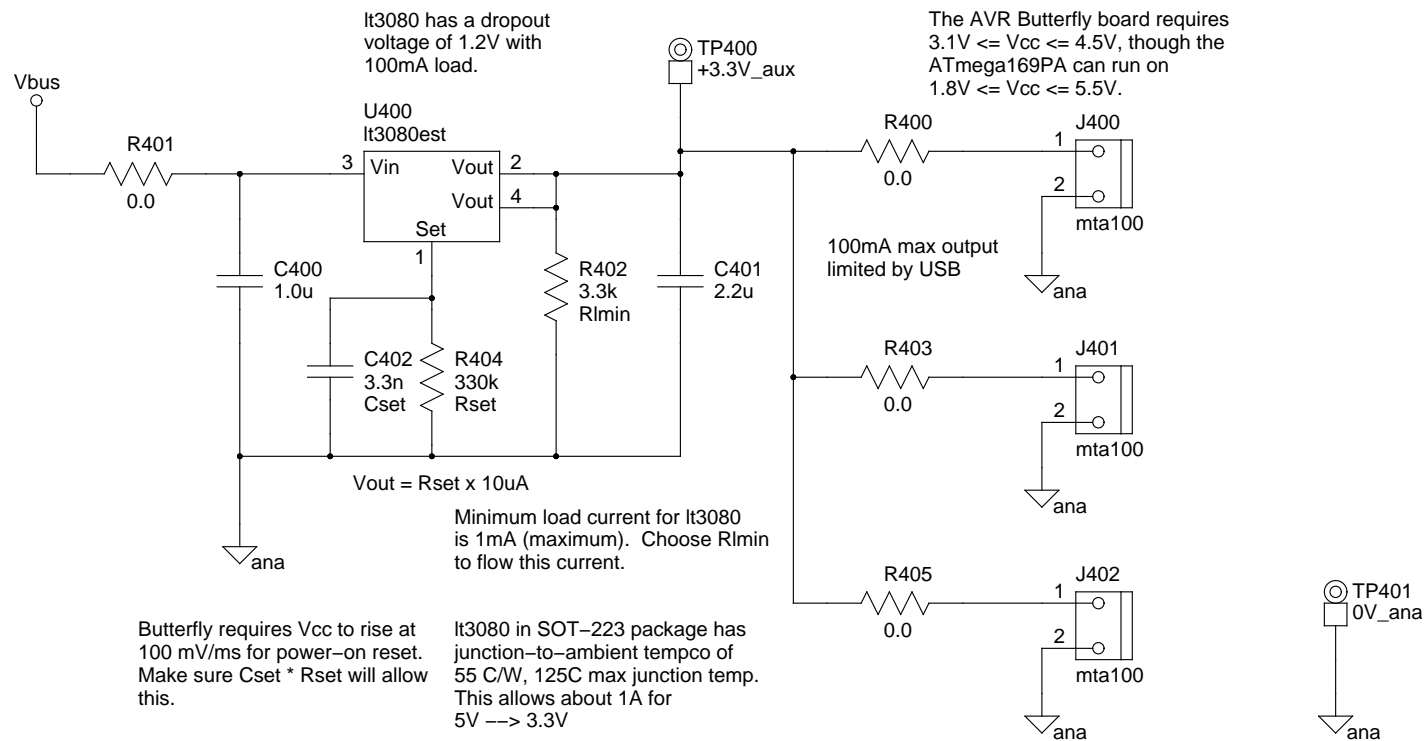 lt3080 has a dropout
voltage of 1.2V with
100mA load.
TP400
+3.3V_aux
The AVR Butterfly board requires
3.1V <= Vcc <= 4.5V, though the
ATmega169PA can run on
1.8V <= Vcc <= 5.5V.
Vbus
R401
0.0
U400
lt3080est
3
Vin
Vout
2
Vout
4
Set
1
R400
0.0
J400
1
2
mta100
ana
100mA max output
limited by USB
C400
1.0u
R402
3.3k
Rlmin
C401
2.2u
C402
3.3n
Cset
R404
330k
Rset
R403
0.0
J401
1
2
mta100
ana
Vout = Rset x 10uA
ana
Minimum load current for lt3080
is 1mA (maximum).  Choose Rlmin
to flow this current.
R405
0.0
J402
1
2
mta100
ana
TP401
0V_ana
ana
Butterfly requires Vcc to rise at
100 mV/ms for power−on reset.
Make sure Cset * Rset will allow
this.
lt3080 in SOT−223 package has
junction−to−ambient tempco of
55 C/W, 125C max junction temp.
This allows about 1A for
5V −−> 3.3V